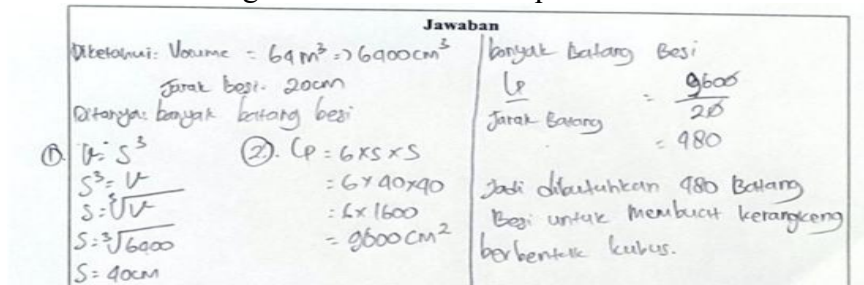 Jawaban
Diketahui: Volume = 64 m³ => 6400 cm³
Jarak besi. 20cm
Ditanya: banyak batang besi
①. V= S³
S³= V
S= ³√V
S= ³√6400
S= 40cm
②. Lp = 6×S×S
= 6×40×40
= 6×1600
= 9600 cm²
banyak Batang Besi
Lp / Jarak Batang = 9600 / 20
= 480
Jadi dibutuhkan 480 Batang
Besi untuk membuat kerangkeng
berbentuk kubus.